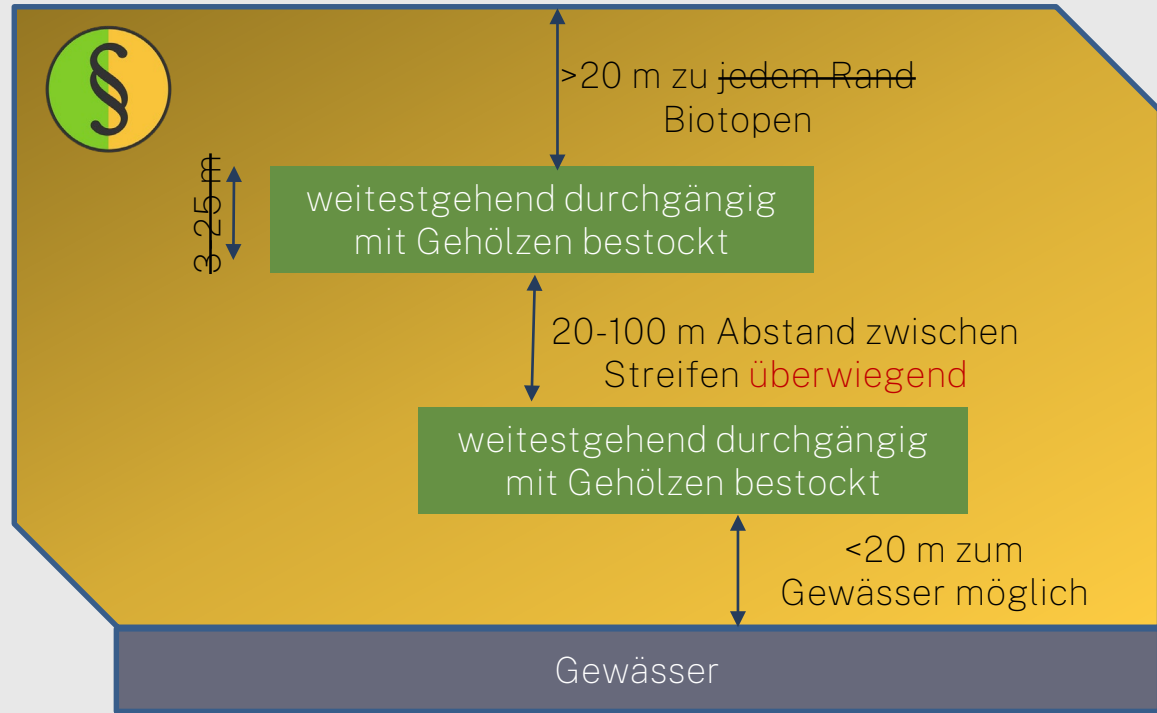 §
>20 m zu jedem Rand
Biotopen
3-25 m
weitestgehend durchgängig
mit Gehölzen bestockt
20-100 m Abstand zwischen
Streifen überwiegend
weitestgehend durchgängig
mit Gehölzen bestockt
<20 m zum
Gewässer möglich
Gewässer